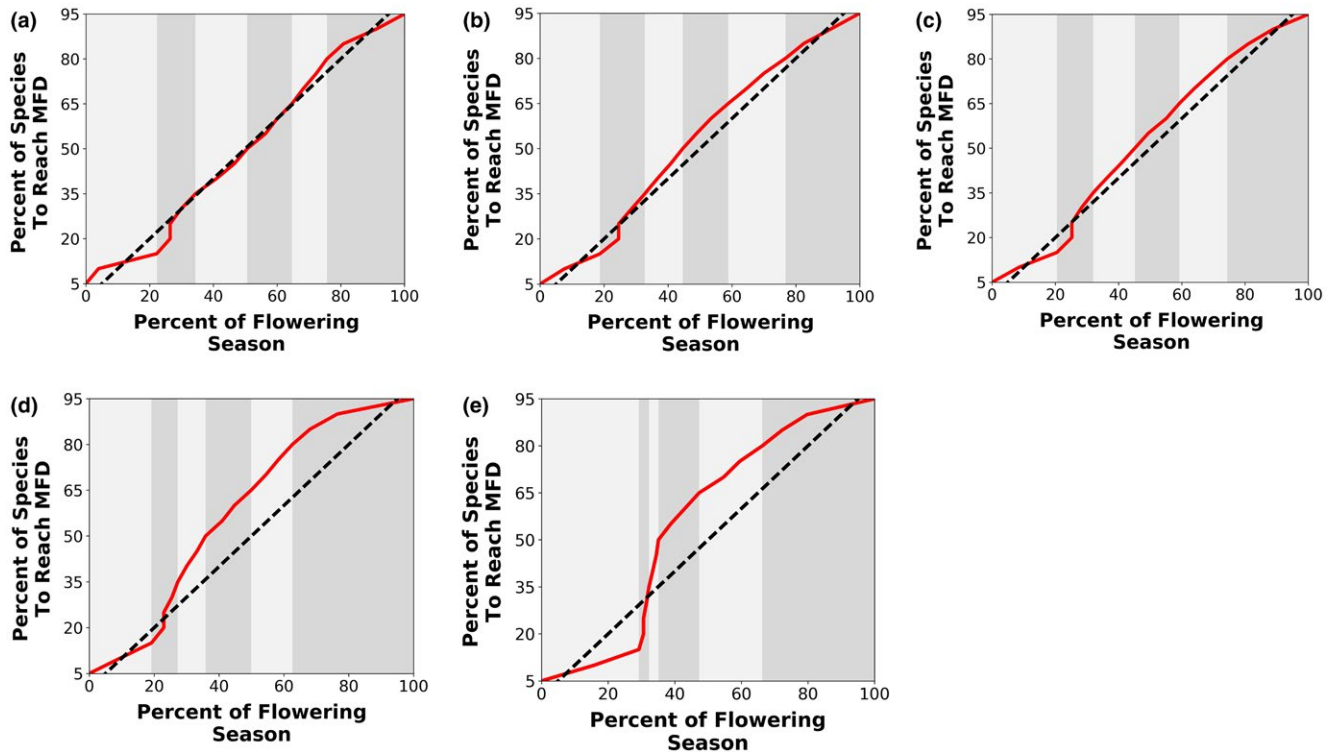 (a)
95
80
65
50
35
20
5
Percent of Species
To Reach MFD
0 20 40 60 80 100
Percent of Flowering
Season
(b)
95
80
65
50
35
20
5
Percent of Species
To Reach MFD
0 20 40 60 80 100
Percent of Flowering
Season
(c)
95
80
65
50
35
20
5
Percent of Species
To Reach MFD
0 20 40 60 80 100
Percent of Flowering
Season
(d)
95
80
65
50
35
20
5
Percent of Species
To Reach MFD
0 20 40 60 80 100
Percent of Flowering
Season
(e)
95
80
65
50
35
20
5
Percent of Species
To Reach MFD
0 20 40 60 80 100
Percent of Flowering
Season